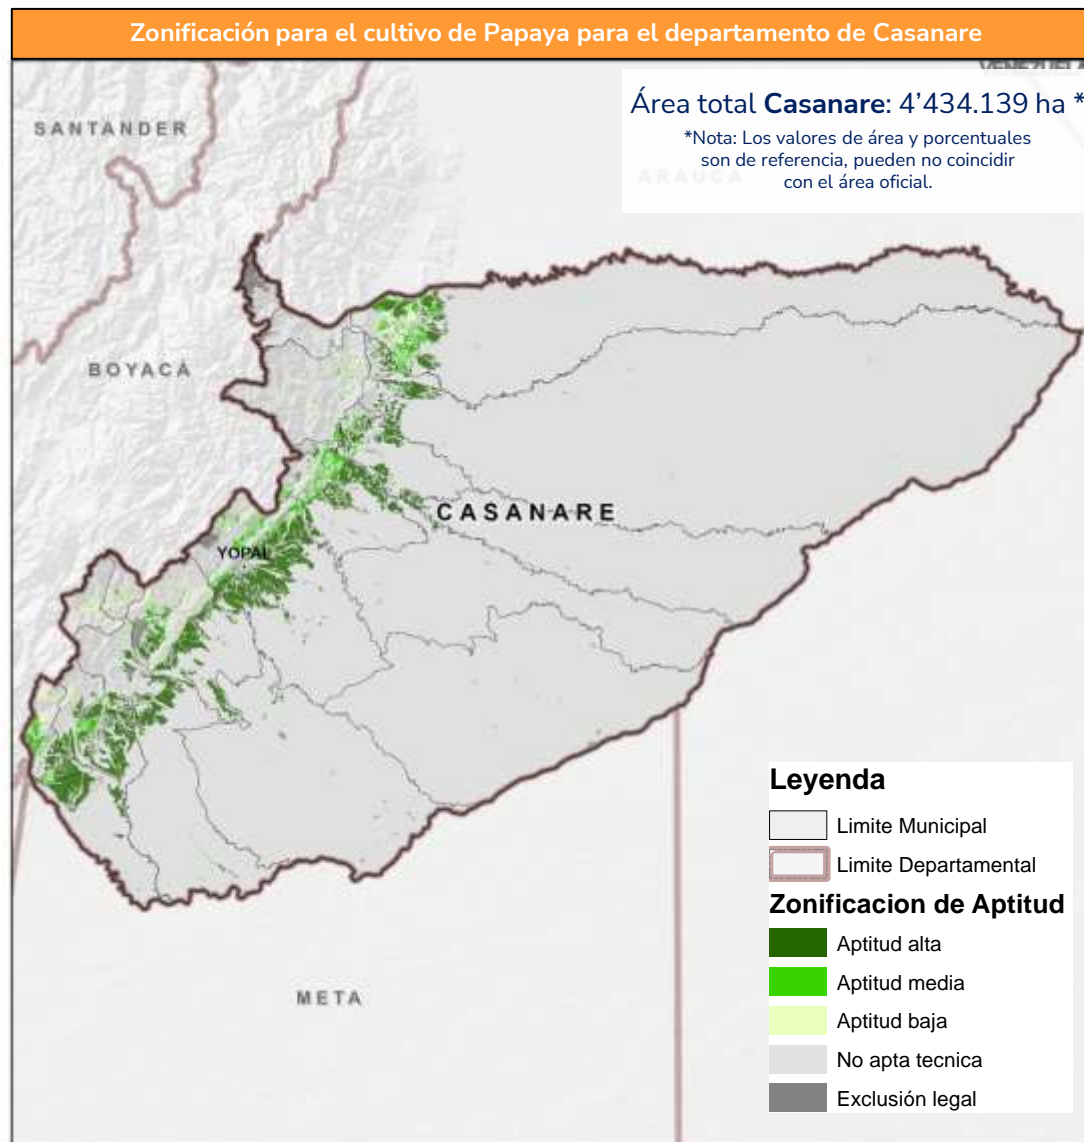 Zonificación para el cultivo de Papaya para el departamento de Casanare
VENEZUELA
Área total Casanare: 4’434.139 ha *
*Nota: Los valores de área y porcentuales
son de referencia, pueden no coincidir
con el área oficial.
SANTANDER
ARAUCA
BOYACÁ
CASANARE
YOPAL
META
Leyenda
Limite Municipal
Limite Departamental
Zonificacion de Aptitud
Aptitud alta
Aptitud media
Aptitud baja
No apta tecnica
Exclusión legal